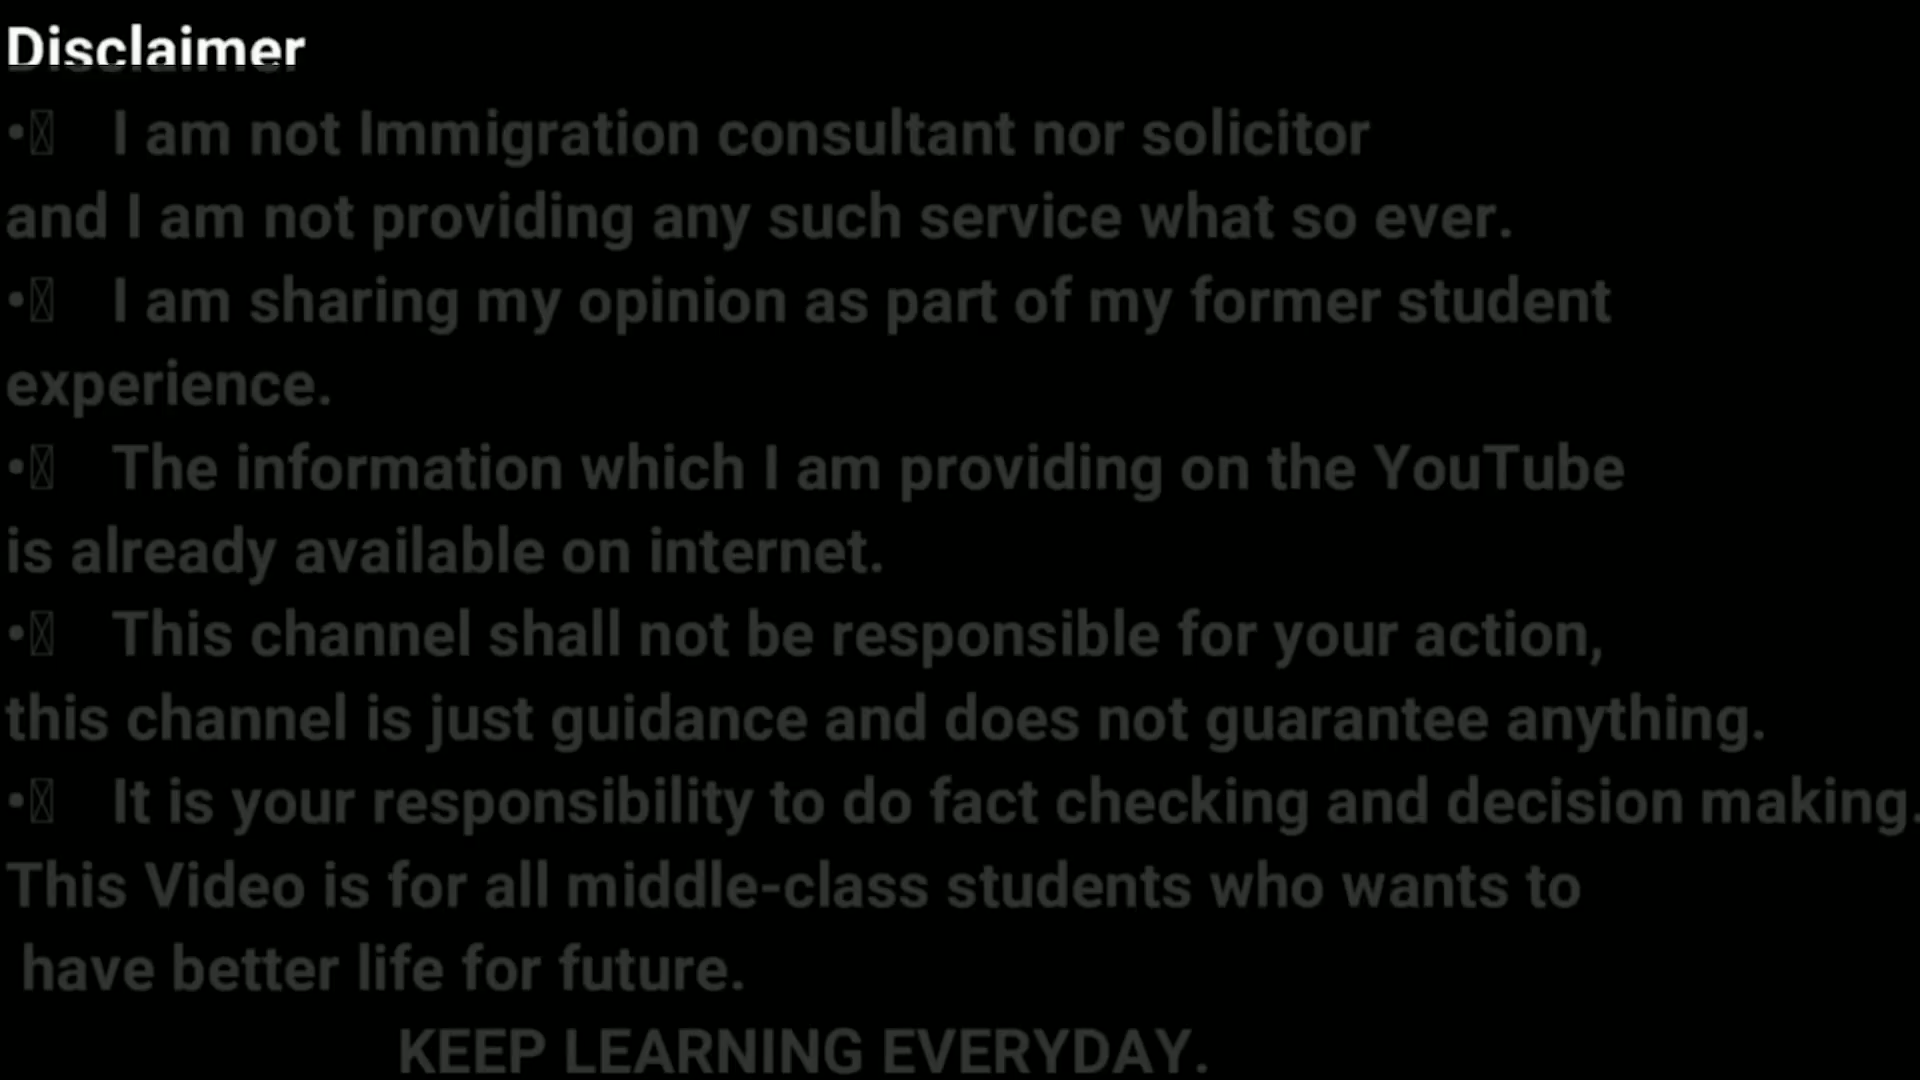 Disclaimer
• I am not Immigration consultant nor solicitor
and I am not providing any such service what so ever.
• I am sharing my opinion as part of my former student
experience.
• The information which I am providing on the YouTube
is already available on internet.
• This channel shall not be responsible for your action,
this channel is just guidance and does not guarantee anything.
• It is your responsibility to do fact checking and decision making.
This Video is for all middle-class students who wants to
have better life for future.
KEEP LEARNING EVERYDAY.